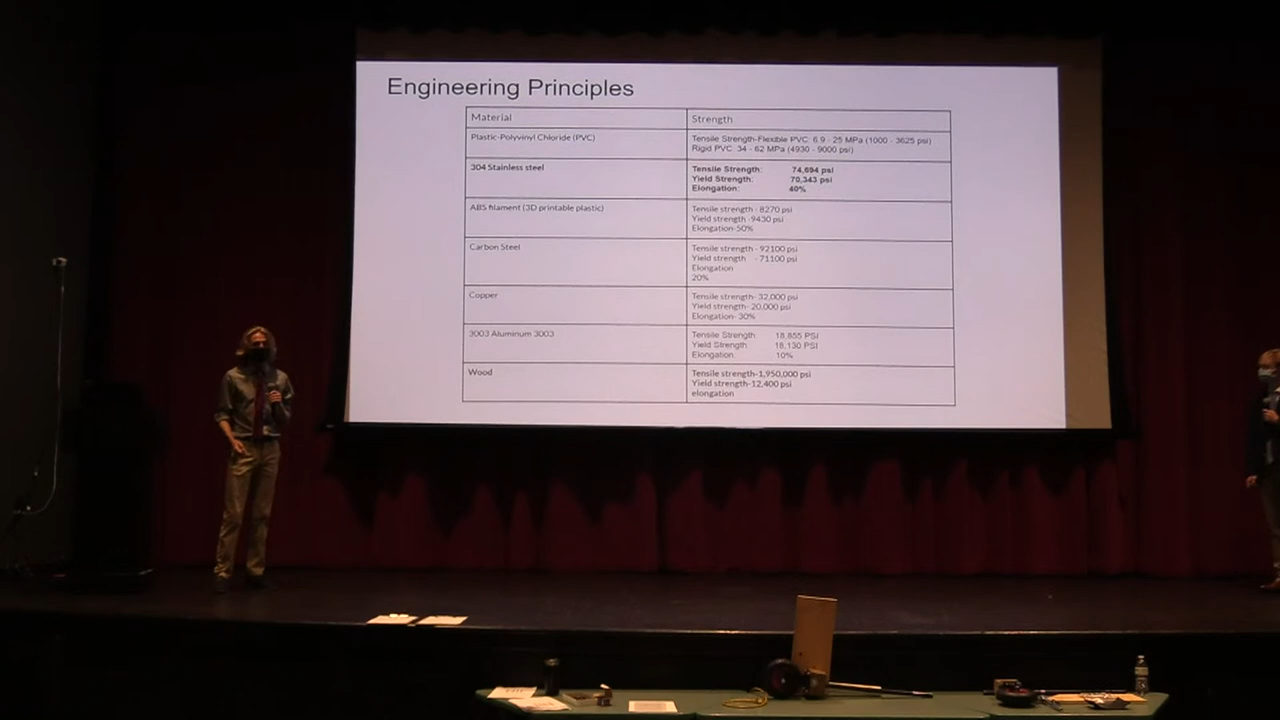 Engineering Principles
Material Strength
Plastic-Polyvinyl Chloride (PVC) Tensile Strength-Flexible PVC 6.9 - 25 MPa (1000 - 3625 psi)
Rigid PVC 34 - 62 MPa (4930 - 9000 psi)
304 Stainless steel Tensile Strength: 74,694 psi
Yield Strength: 70,343 psi
Elongation: 40%
ABS filament (3D printable plastic) Tensile strength - 8270 psi
Yield strength -9430 psi
Elongation-50%
Carbon Steel Tensile strength - 92100 psi
Yield strength - 71100 psi
Elongation
20%
Copper Tensile strength- 32,000 psi
Yield strength- 20,000 psi
Elongation- 30%
3003 Aluminum 3003 Tensile Strength 18,855 PSI
Yield Strength 18,130 PSI
Elongation: 10%
Wood Tensile strength-1,950,000 psi
Yield strength-12,400 psi
elongation